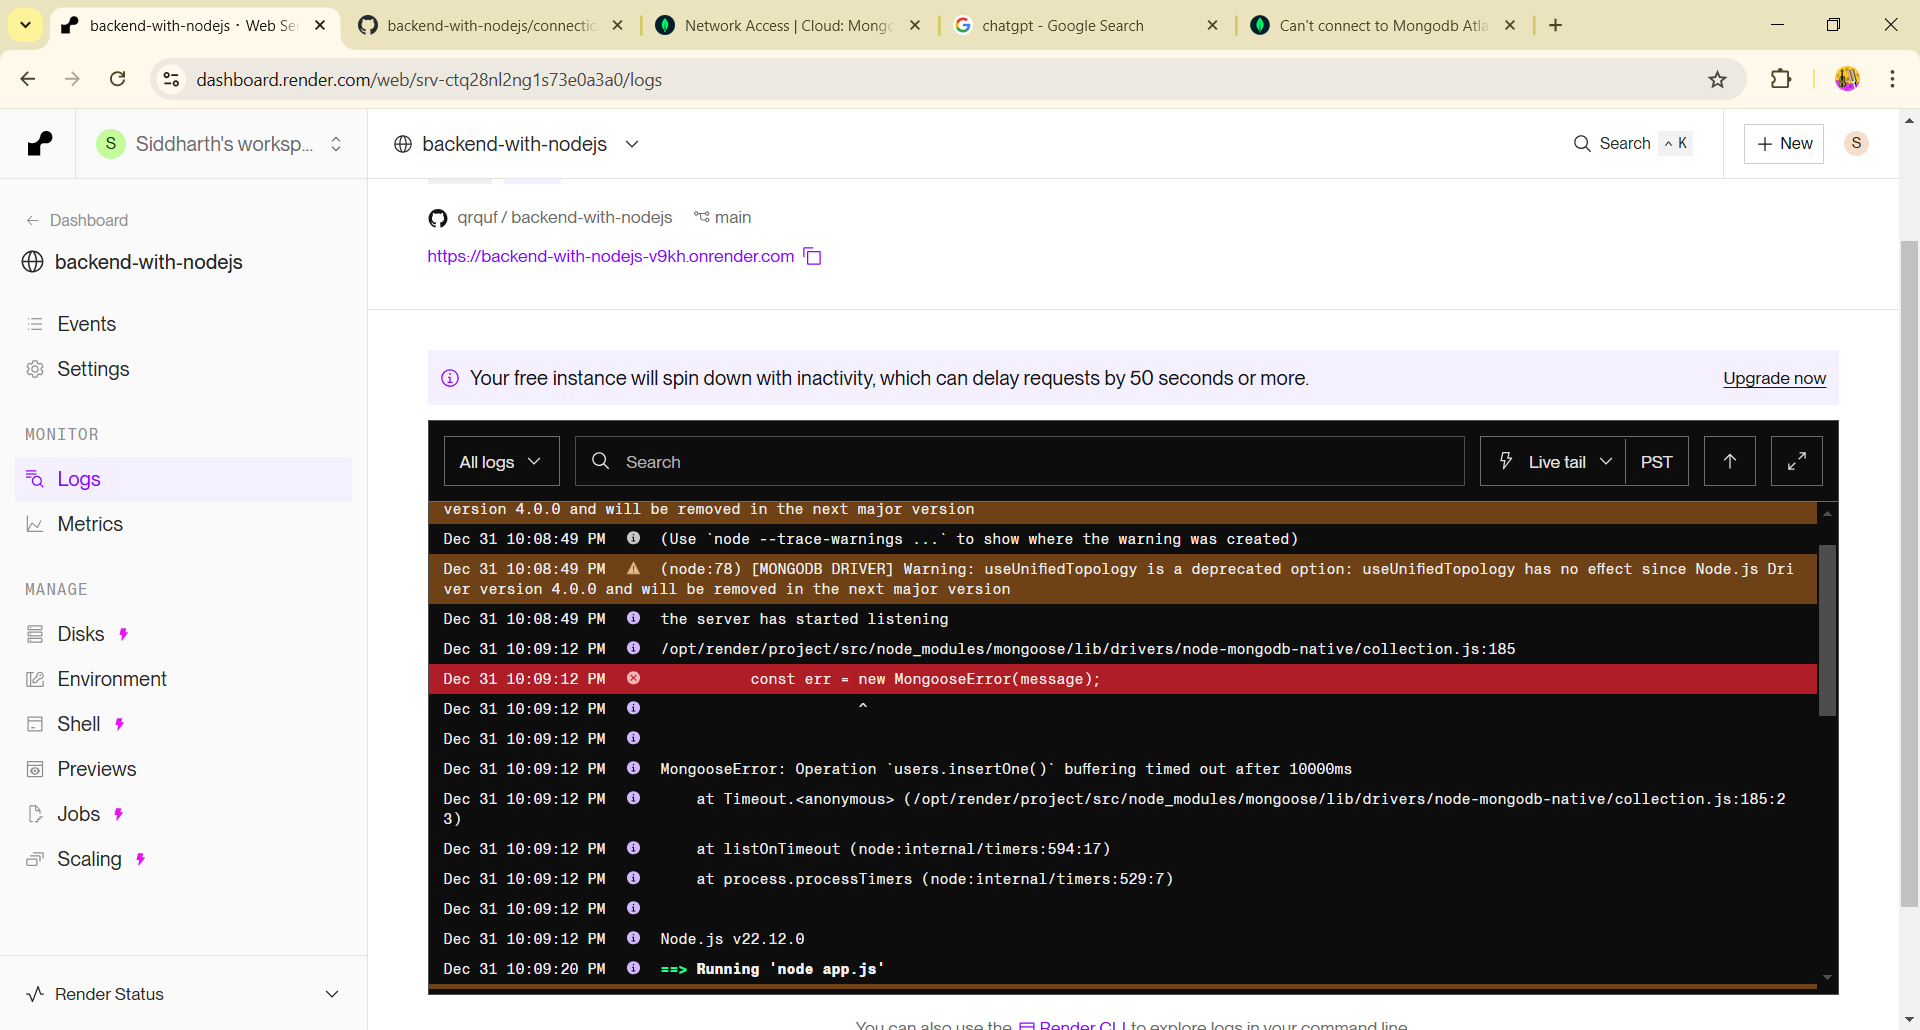 backend-with-nodejs · Web Se
backend-with-nodejs/connectio
Network Access | Cloud: Mongo
chatgpt - Google Search
Can't connect to Mongodb Atla
dashboard.render.com/web/srv-ctq28nl2ng1s73e0a3a0/logs
S
Siddharth's worksp...
backend-with-nodejs
Search
^ K
+ New
S
← Dashboard
backend-with-nodejs
Events
Settings
MONITOR
Logs
Metrics
MANAGE
Disks
Environment
Shell
Previews
Jobs
Scaling
Render Status
qrquf / backend-with-nodejs
main
https://backend-with-nodejs-v9kh.onrender.com
Your free instance will spin down with inactivity, which can delay requests by 50 seconds or more.
Upgrade now
All logs
Search
Live tail
PST
version 4.0.0 and will be removed in the next major version
Dec 31 10:08:49 PM (Use `node --trace-warnings ...` to show where the warning was created)
Dec 31 10:08:49 PM (node:78) [MONGODB DRIVER] Warning: useUnifiedTopology is a deprecated option: useUnifiedTopology has no effect since Node.js Dri
ver version 4.0.0 and will be removed in the next major version
Dec 31 10:08:49 PM the server has started listening
Dec 31 10:09:12 PM /opt/render/project/src/node_modules/mongoose/lib/drivers/node-mongodb-native/collection.js:185
Dec 31 10:09:12 PM const err = new MongooseError(message);
Dec 31 10:09:12 PM ^
Dec 31 10:09:12 PM
Dec 31 10:09:12 PM MongooseError: Operation `users.insertOne()` buffering timed out after 10000ms
Dec 31 10:09:12 PM at Timeout.<anonymous> (/opt/render/project/src/node_modules/mongoose/lib/drivers/node-mongodb-native/collection.js:185:2
3)
Dec 31 10:09:12 PM at listOnTimeout (node:internal/timers:594:17)
Dec 31 10:09:12 PM at process.processTimers (node:internal/timers:529:7)
Dec 31 10:09:12 PM
Dec 31 10:09:12 PM Node.js v22.12.0
Dec 31 10:09:20 PM ==> Running 'node app.js'
You can also use the Render CLI to explore logs in your command line